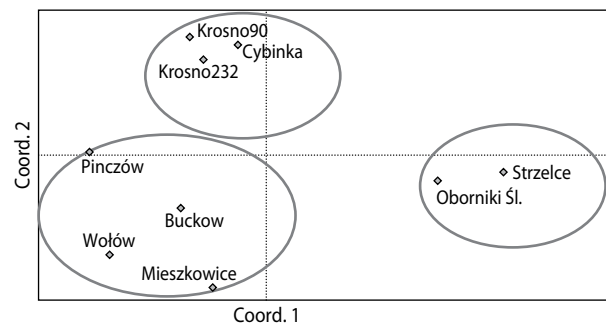 Krosno90
Cybinka
Krosno232
Coord. 2
Pinczów
Strzelce
Oborniki Śl.
Buckow
Wołów
Mieszkowice
Coord. 1